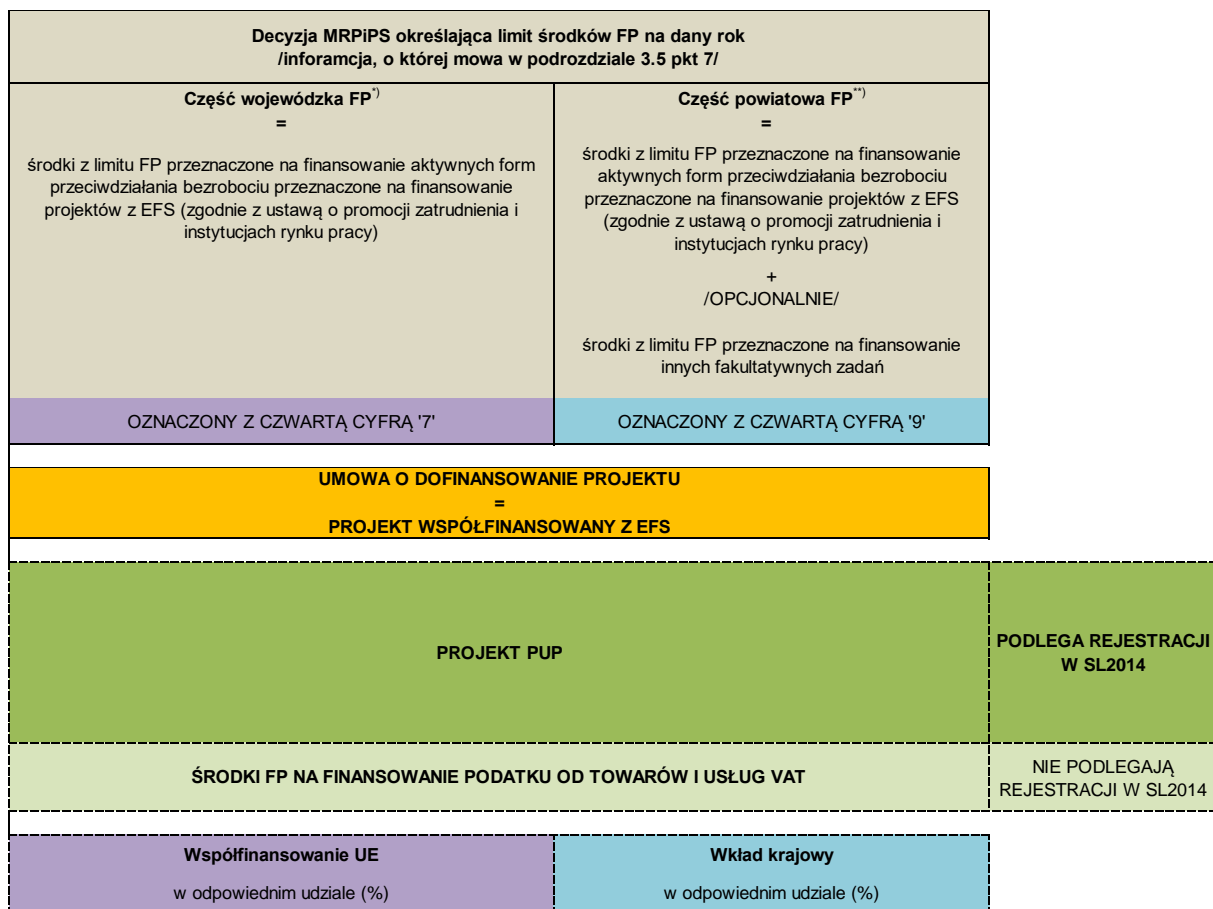 Decyzja MRPiPS określająca limit środków FP na dany rok
/inforamcja, o której mowa w podrozdziale 3.5 pkt 7/
Część wojewódzka FP*)
=
środki z limitu FP przeznaczone na finansowanie aktywnych form
przeciwdziałania bezrobociu przeznaczone na finansowanie
projektów z EFS (zgodnie z ustawą o promocji zatrudnienia i
instytucjach rynku pracy)
Część powiatowa FP**)
=
środki z limitu FP przeznaczone na finansowanie
aktywnych form przeciwdziałania bezrobociu
przeznaczone na finansowanie projektów z EFS
(zgodnie z ustawą o promocji zatrudnienia i
instytucjach rynku pracy)
+
/OPCJONALNIE/
środki z limitu FP przeznaczone na finansowanie
innych fakultatywnych zadań
OZNACZONY Z CZWARTĄ CYFRĄ '7'
OZNACZONY Z CZWARTĄ CYFRĄ '9'
UMOWA O DOFINANSOWANIE PROJEKTU
=
PROJEKT WSPÓŁFINANSOWANY Z EFS
PROJEKT PUP
PODLEGA REJESTRACJI
W SL2014
ŚRODKI FP NA FINANSOWANIE PODATKU OD TOWARÓW I USŁUG VAT
NIE PODLEGAJĄ
REJESTRACJI W SL2014
Współfinansowanie UE
w odpowiednim udziale (%)
Wkład krajowy
w odpowiednim udziale (%)